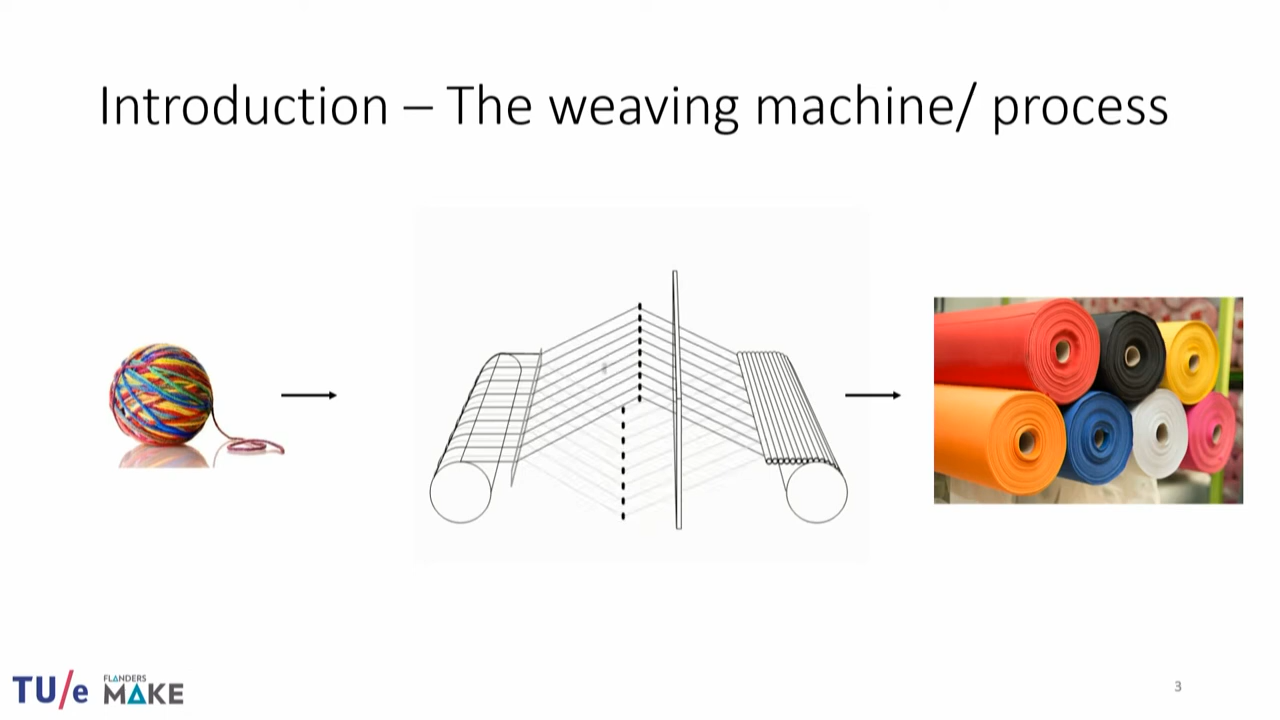 Introduction – The weaving machine/ process
TU/e
FLANDERS
MAKE
3